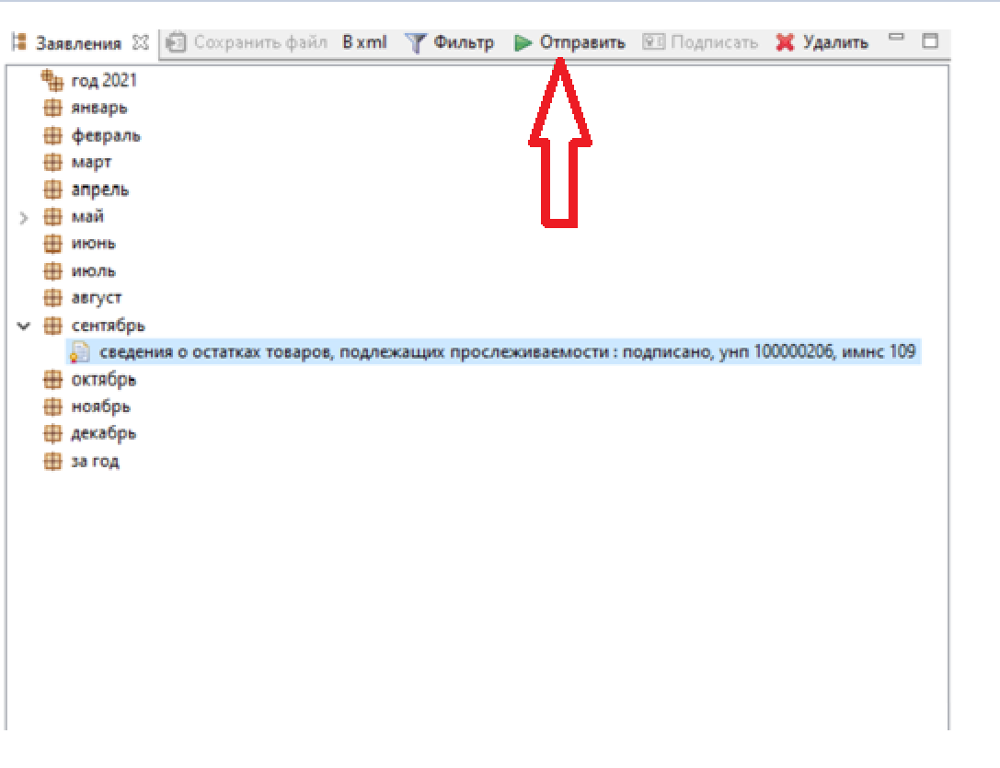 Заявления Сохранить файл В xml Фильтр Отправить Подписать Удалить
год 2021
январь
февраль
март
апрель
май
июнь
июль
август
сентябрь
сведения о остатках товаров, подлежащих прослеживаемости : подписано, унп 100000206, имнс 109
октябрь
ноябрь
декабрь
за год